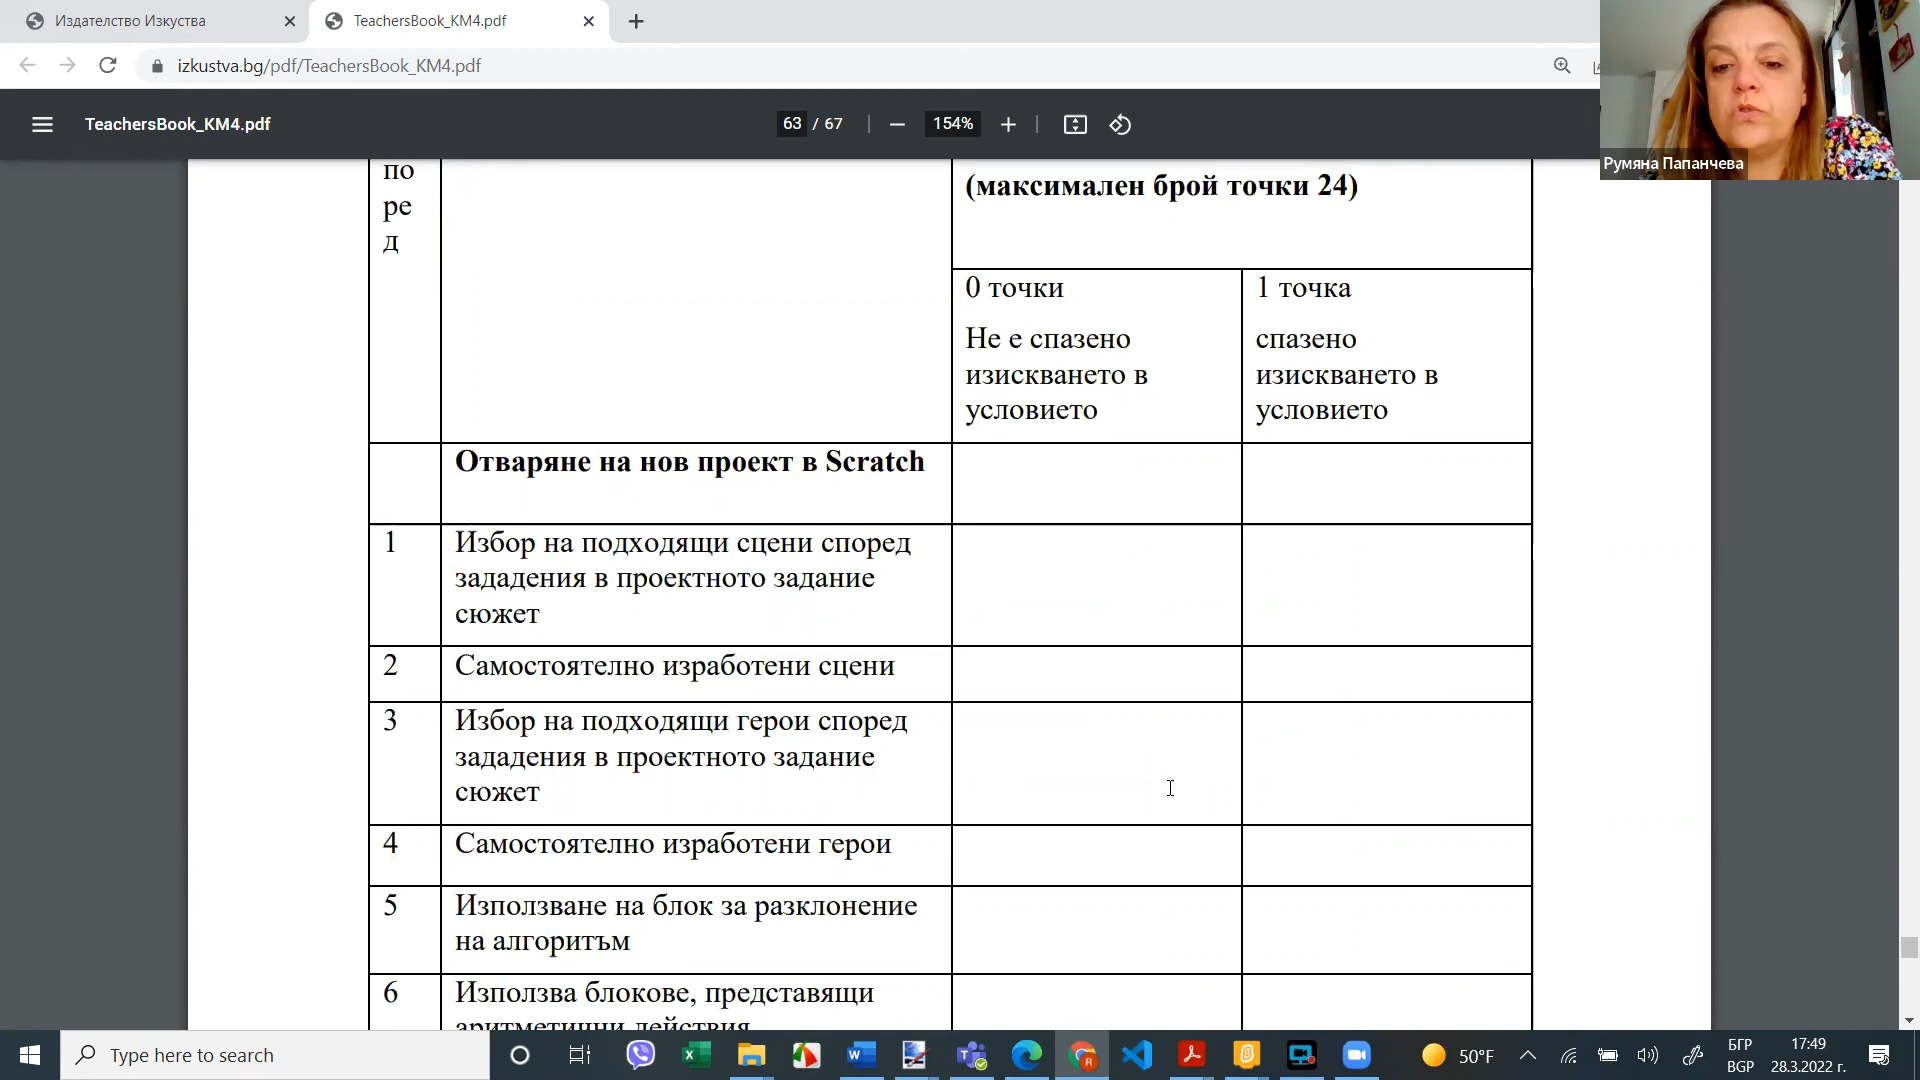 Издателство Изкуства
TeachersBook_KM4.pdf
izkustva.bg/pdf/TeachersBook_KM4.pdf
TeachersBook_KM4.pdf
63 / 67
154%
Румяна Папанчева
по
ре
д
(максимален брой точки 24)
0 точки
Не е спазено
изискването в
условието
1 точка
спазено
изискването в
условието
Отваряне на нов проект в Scratch
1
Избор на подходящи сцени според
зададения в проектното задание
сюжет
2
Самостоятелно изработени сцени
3
Избор на подходящи герои според
зададения в проектното задание
сюжет
4
Самостоятелно изработени герои
5
Използване на блок за разклонение
на алгоритъм
6
Използва блокове, представящи
аритметични действия
Type here to search
50°F
БГР
BGP
17:49
28.3.2022 г.